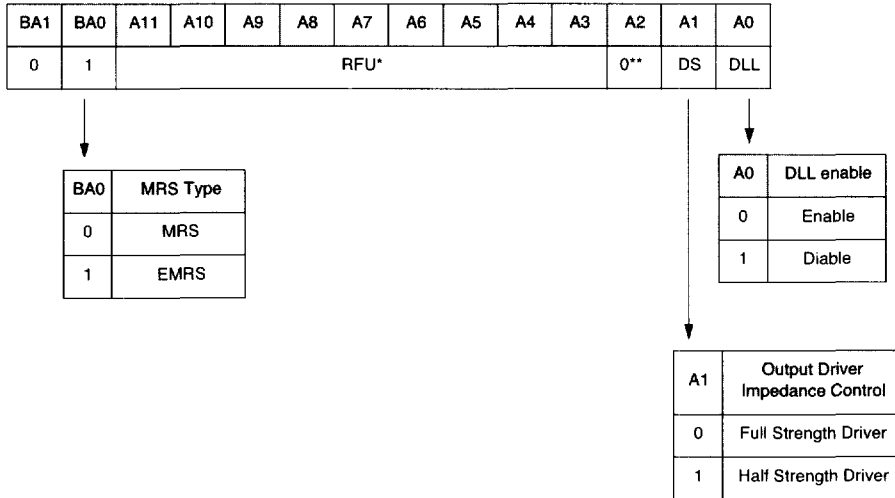 BA1 BA0 A11 A10 A9 A8 A7 A6 A5 A4 A3 A2 A1 A0
0 1 RFU* 0** DS DLL
BA0 MRS Type
0 MRS
1 EMRS
A0 DLL enable
0 Enable
1 Diable
A1 Output Driver
Impedance Control
0 Full Strength Driver
1 Half Strength Driver